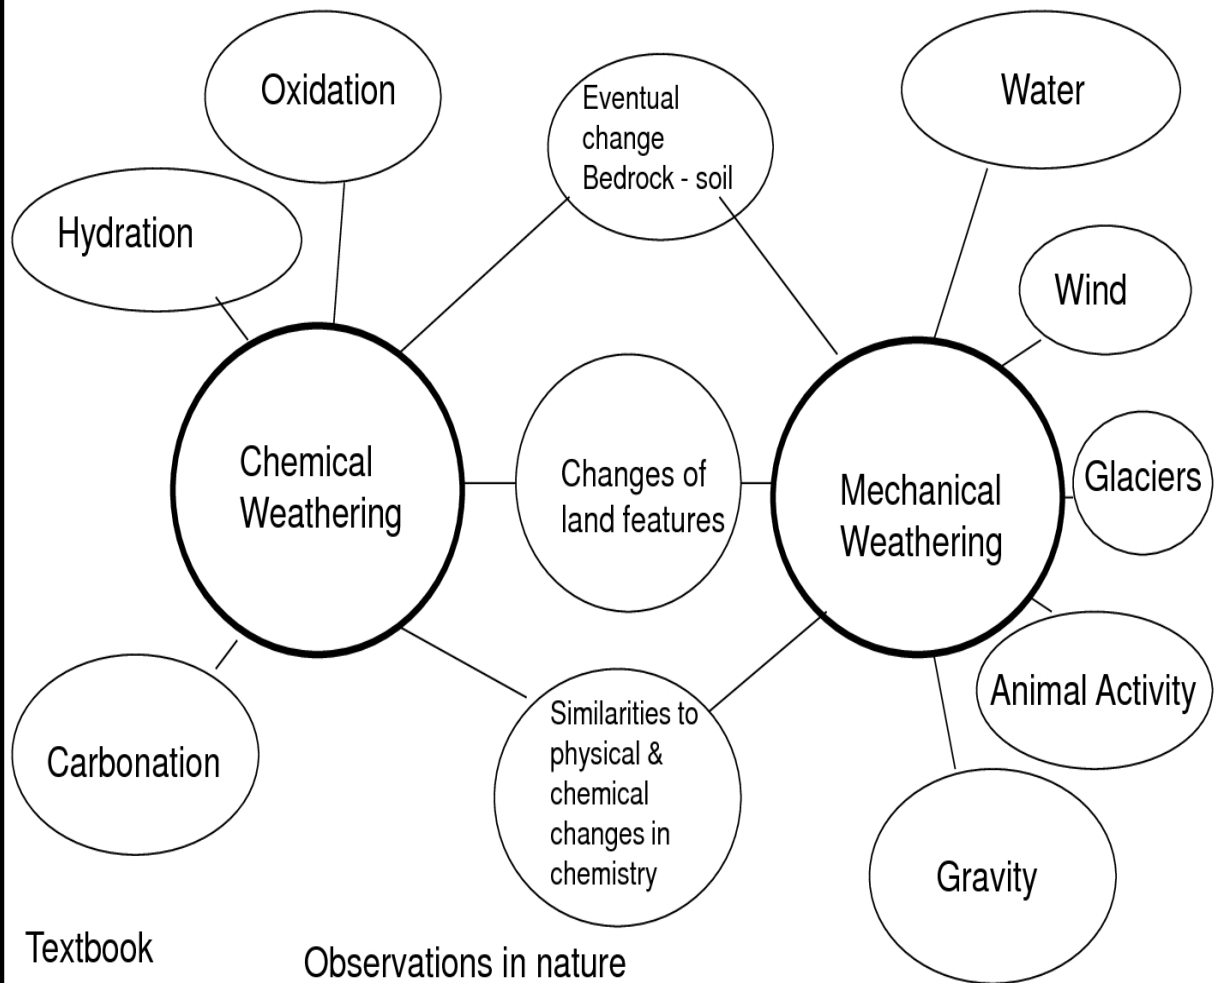 Oxidation
Eventual
change
Bedrock - soil
Water
Hydration
Wind
Chemical
Weathering
Changes of
land features
Mechanical
Weathering
Glaciers
Animal Activity
Similarities to
physical &
chemical
changes in
chemistry
Carbonation
Gravity
Textbook
Observations in nature